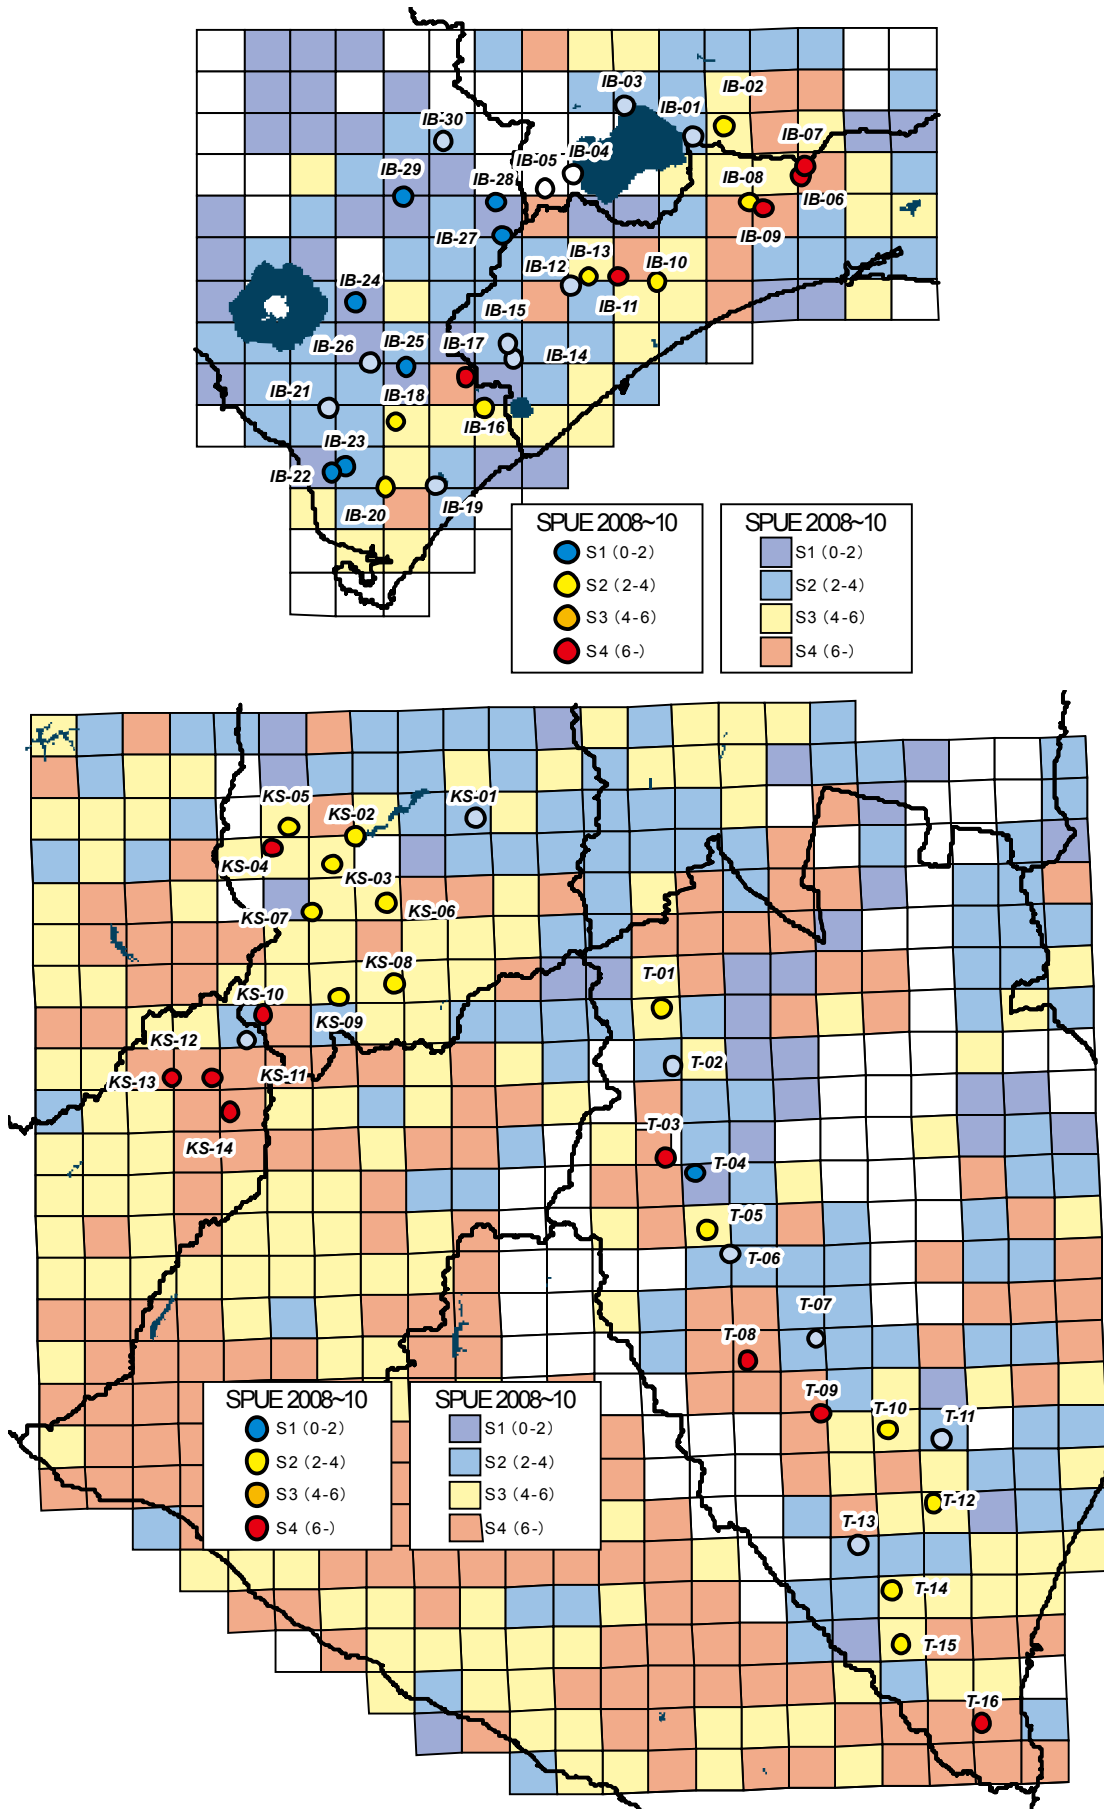 IB-03
IB-01
IB-02
IB-30
IB-07
IB-05
IB-04
IB-29
IB-28
IB-08
IB-06
IB-27
IB-09
IB-12
IB-13
IB-10
IB-24
IB-11
IB-15
IB-26
IB-25
IB-17
IB-14
IB-21
IB-18
IB-16
IB-23
IB-22
IB-20
IB-19
SPUE 2008~10
S1 (0-2)
S2 (2-4)
S3 (4-6)
S4 (6-)
SPUE 2008~10
S1 (0-2)
S2 (2-4)
S3 (4-6)
S4 (6-)
KS-05
KS-02
KS-01
KS-04
KS-03
KS-07
KS-06
KS-08
T-01
KS-10
KS-09
KS-12
T-02
KS-13
KS-11
T-03
KS-14
T-04
T-05
T-06
T-07
T-08
T-09
T-10
T-11
SPUE 2008~10
S1 (0-2)
S2 (2-4)
S3 (4-6)
S4 (6-)
SPUE 2008~10
S1 (0-2)
S2 (2-4)
S3 (4-6)
S4 (6-)
T-12
T-13
T-14
T-15
T-16